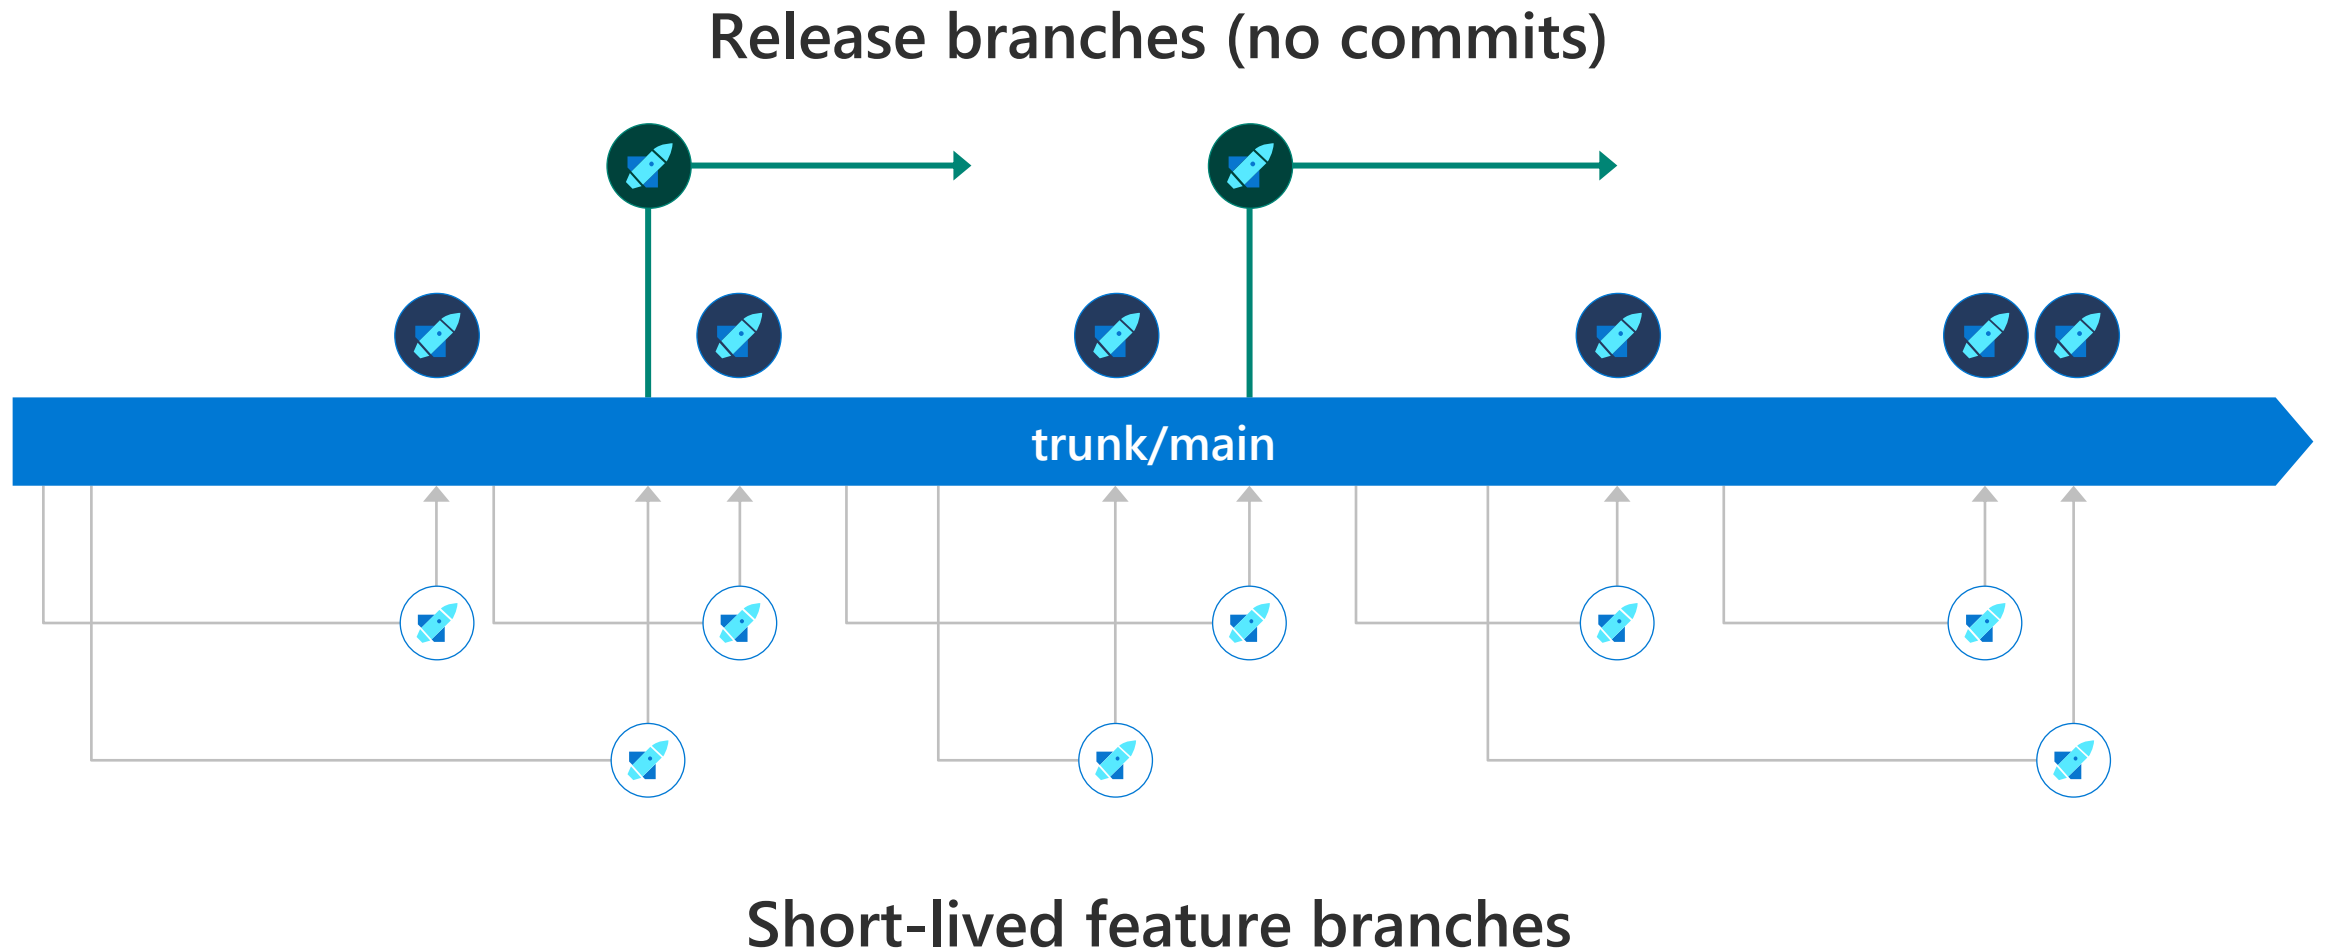 Release branches (no commits)
trunk/main
Short-lived feature branches